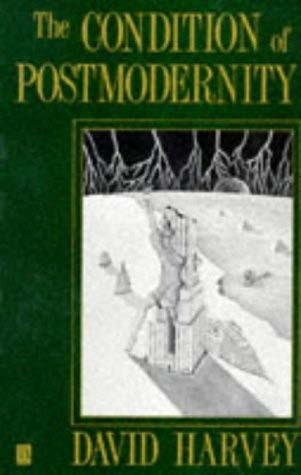 The CONDITION of
POSTMODERNITY
DAVID HARVEY